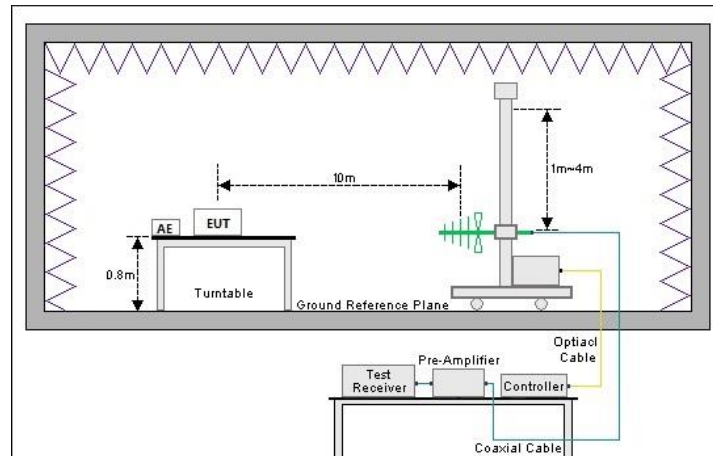 10m
1m~4m
AE
EUT
0.8m
Turntable
Ground Reference Plane
Optiacl
Cable
Pre-Amplifier
Test
Receiver
Controller
Coaxial Cable